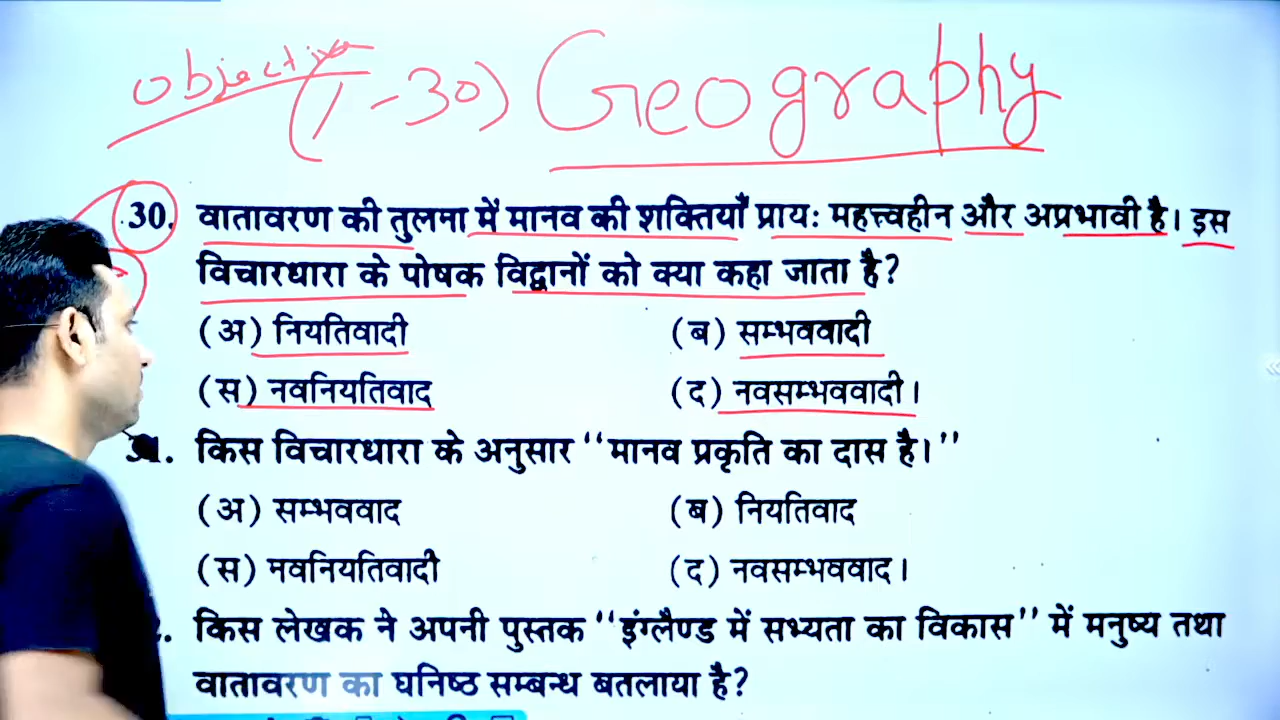 objective (1-30) Geography
30. वातावरण की तुलना में मानव की शक्तियाँ प्राय: महत्त्वहीन और अप्रभावी है। इस
विचारधारा के पोषक विद्वानों को क्या कहा जाता है?
(अ) नियतिवादी (ब) सम्भववादी
(स) नवनियतिवाद (द) नवसम्भववादी।
किस विचारधारा के अनुसार ‘‘मानव प्रकृति का दास है।’’
(अ) सम्भववाद (ब) नियतिवाद
(स) नवनियतिवादी (द) नवसम्भववाद।
किस लेखक ने अपनी पुस्तक ‘‘इंग्लैण्ड में सभ्यता का विकास’’ में मनुष्य तथा
वातावरण का घनिष्ठ सम्बन्ध बतलाया है?